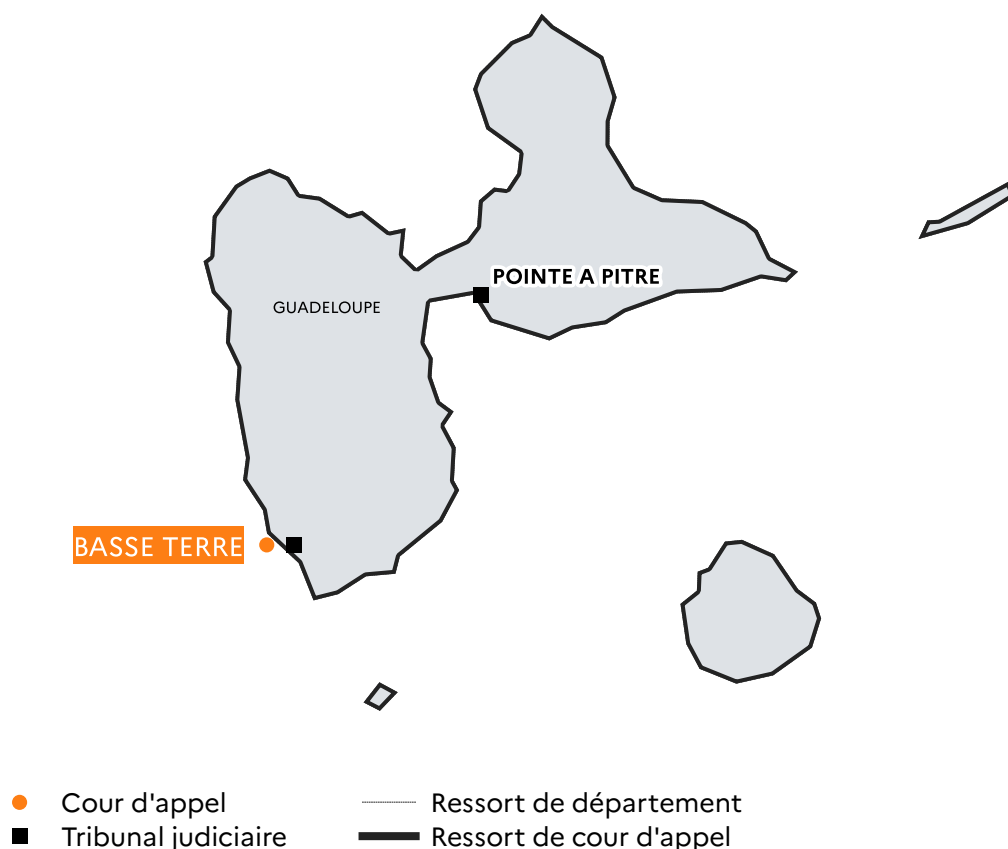 POINTE A PITRE
GUADELOUPE
BASSE TERRE
Cour d'appel
Ressort de département
Tribunal judiciaire
Ressort de cour d'appel